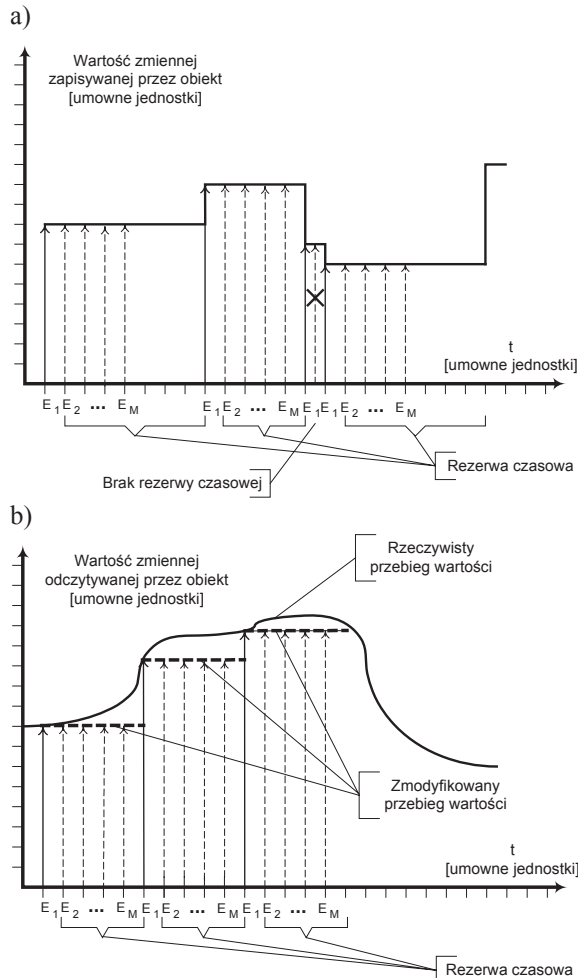 a)
Wartość zmiennej
zapisywanej przez obiekt
[umowne jednostki]
t
[umowne jednostki]
E1 E2 ... EM E1 E2 ... EM E1 E1 E2 ... EM
Rezerwa czasowa
Brak rezerwy czasowej
b)
Wartość zmiennej
odczytywanej przez obiekt
[umowne jednostki]
Rzeczywisty
przebieg wartości
Zmodyfikowany
przebieg wartości
t
[umowne jednostki]
E1 E2 ... EM E1 E2 ... EM E1 E2 ... EM
Rezerwa czasowa